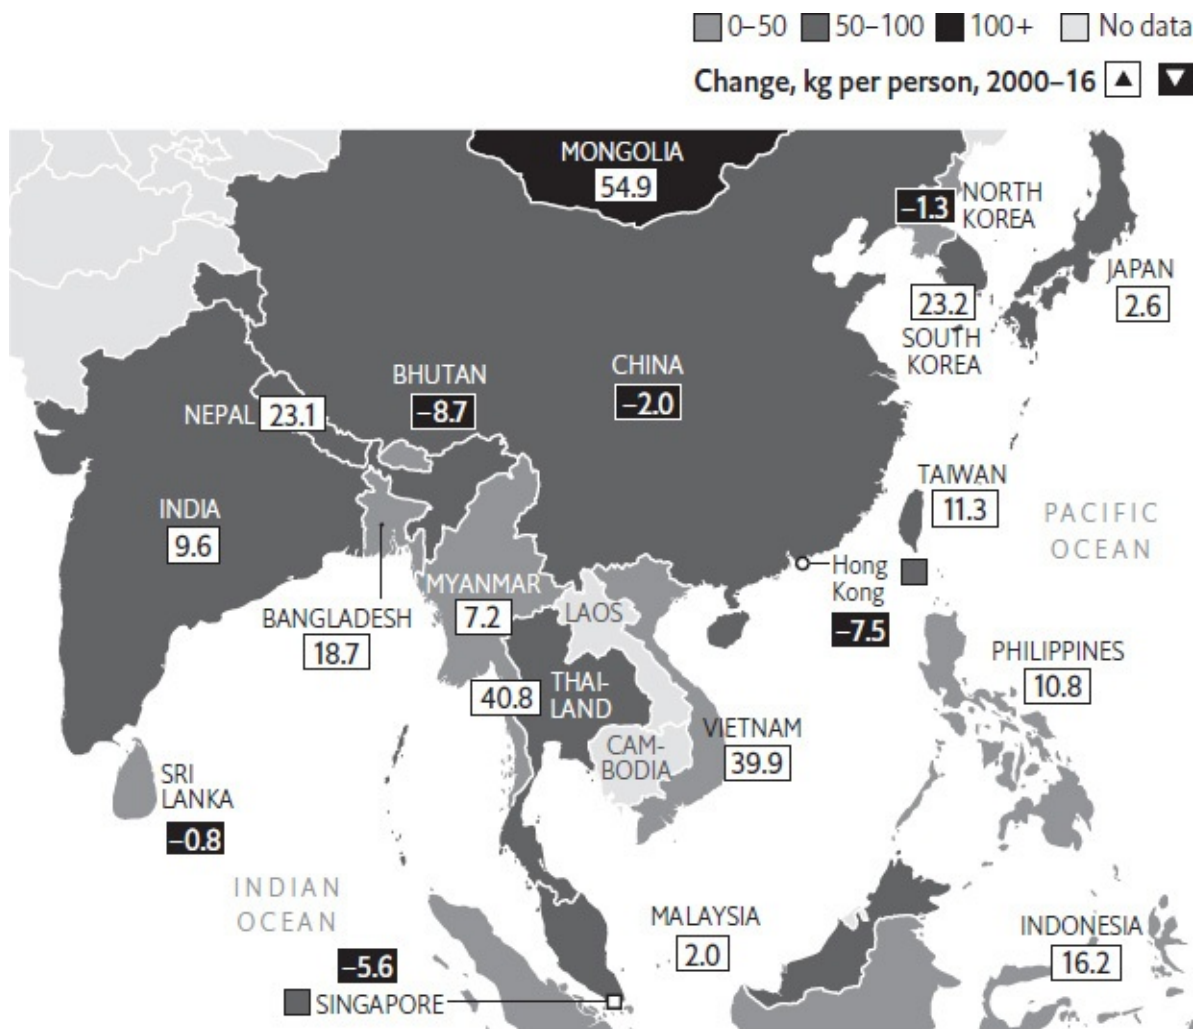 0–50 50–100 100+ No data
Change, kg per person, 2000–16 ▲ ▼
MONGOLIA
54.9
–1.3
NORTH
KOREA
JAPAN
2.6
23.2
SOUTH
KOREA
CHINA
–2.0
BHUTAN
–8.7
NEPAL 23.1
TAIWAN
11.3
INDIA
9.6
PACIFIC
OCEAN
Hong
Kong
–7.5
MYANMAR
7.2
LAOS
BANGLADESH
18.7
PHILIPPINES
10.8
40.8
THAI-
LAND
VIETNAM
39.9
CAM-
BODIA
SRI
LANKA
–0.8
INDIAN
OCEAN
MALAYSIA
2.0
INDONESIA
16.2
–5.6
SINGAPORE